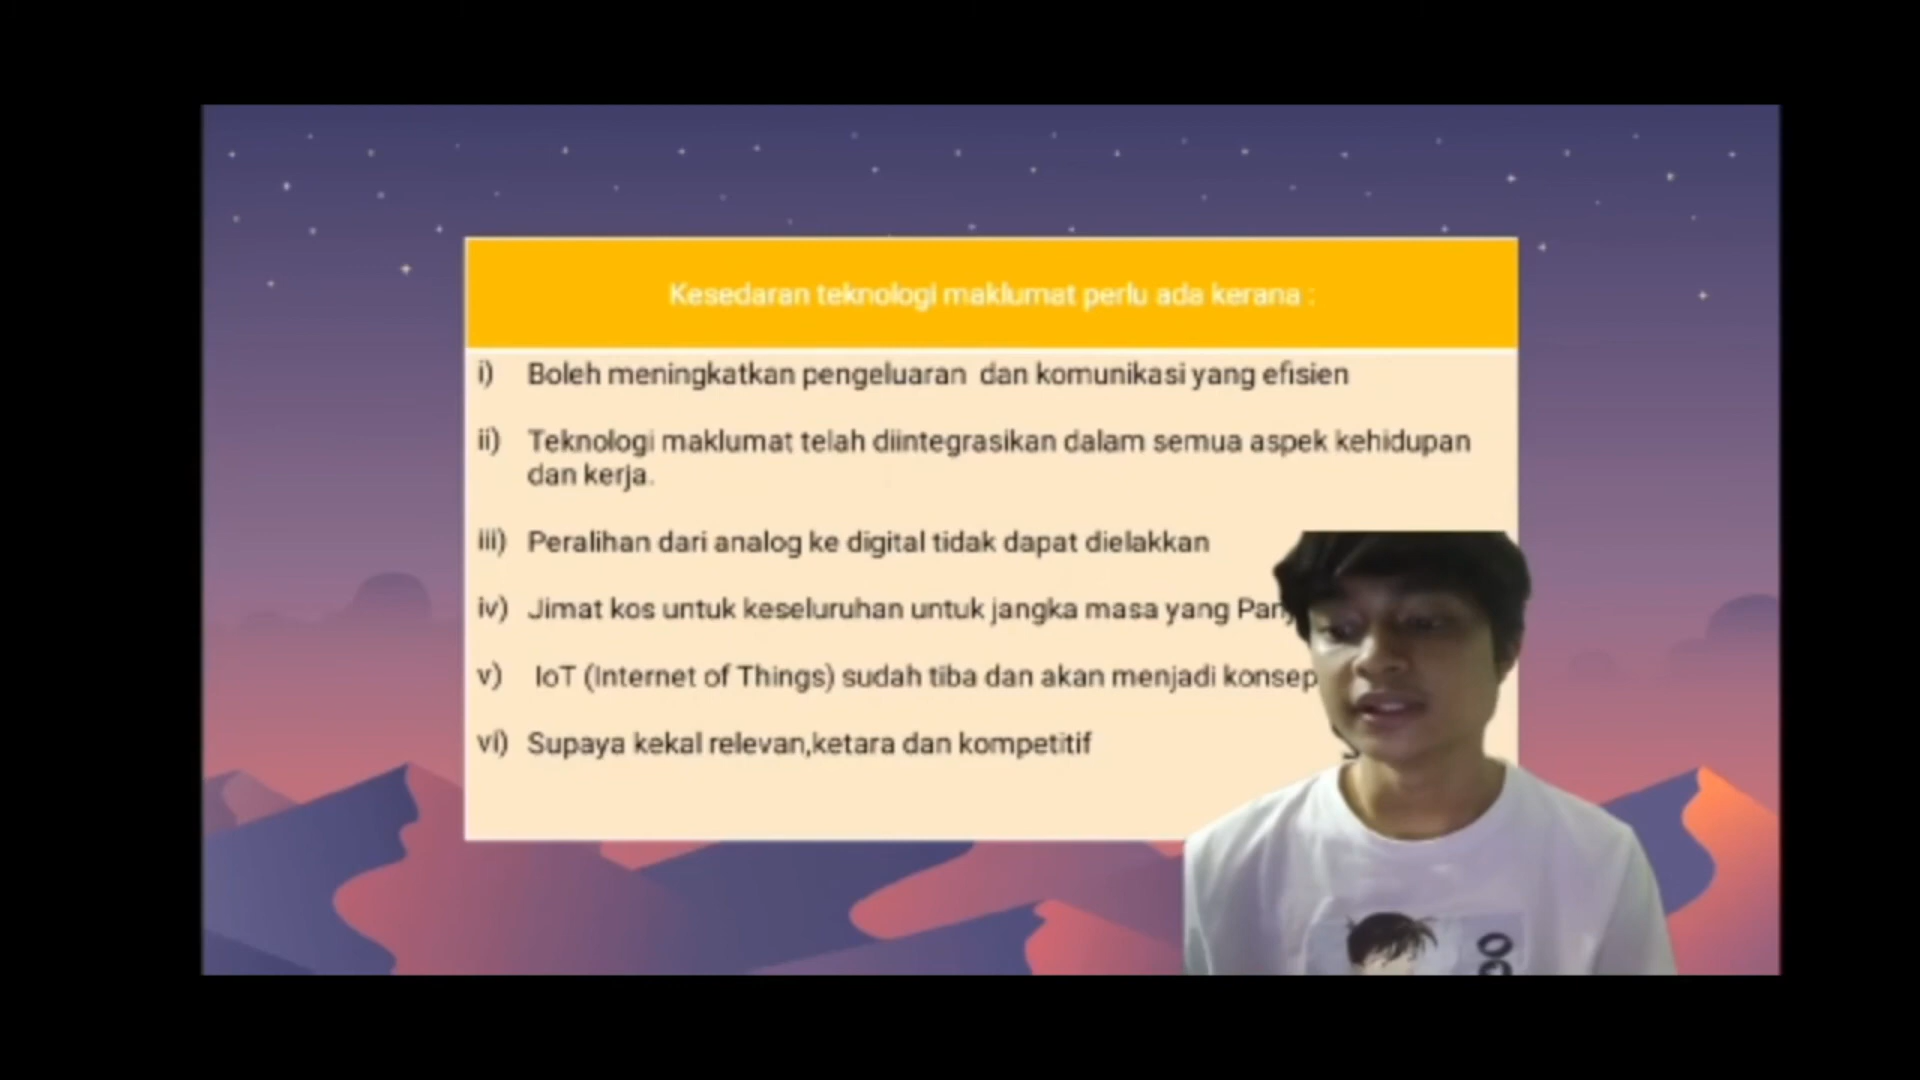 Kesedaran teknologi maklumat perlu ada kerana :
i) Boleh meningkatkan pengeluaran dan komunikasi yang efisien
ii) Teknologi maklumat telah diintegrasikan dalam semua aspek kehidupan
dan kerja.
iii) Peralihan dari analog ke digital tidak dapat dielakkan
iv) Jimat kos untuk keseluruhan untuk jangka masa yang
v) IoT (Internet of Things) sudah tiba dan akan menjadi konsep
vi) Supaya kekal relevan,ketara dan kompetitif